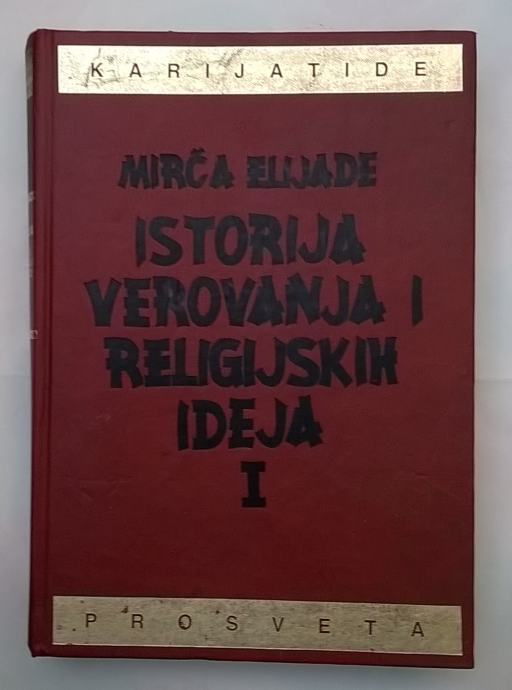 KARIJATIDE
MIRČA ELIJADE
ISTORIJA
VEROVANJA I
RELIGIJSKIH
IDEJA
I
PROSVETA